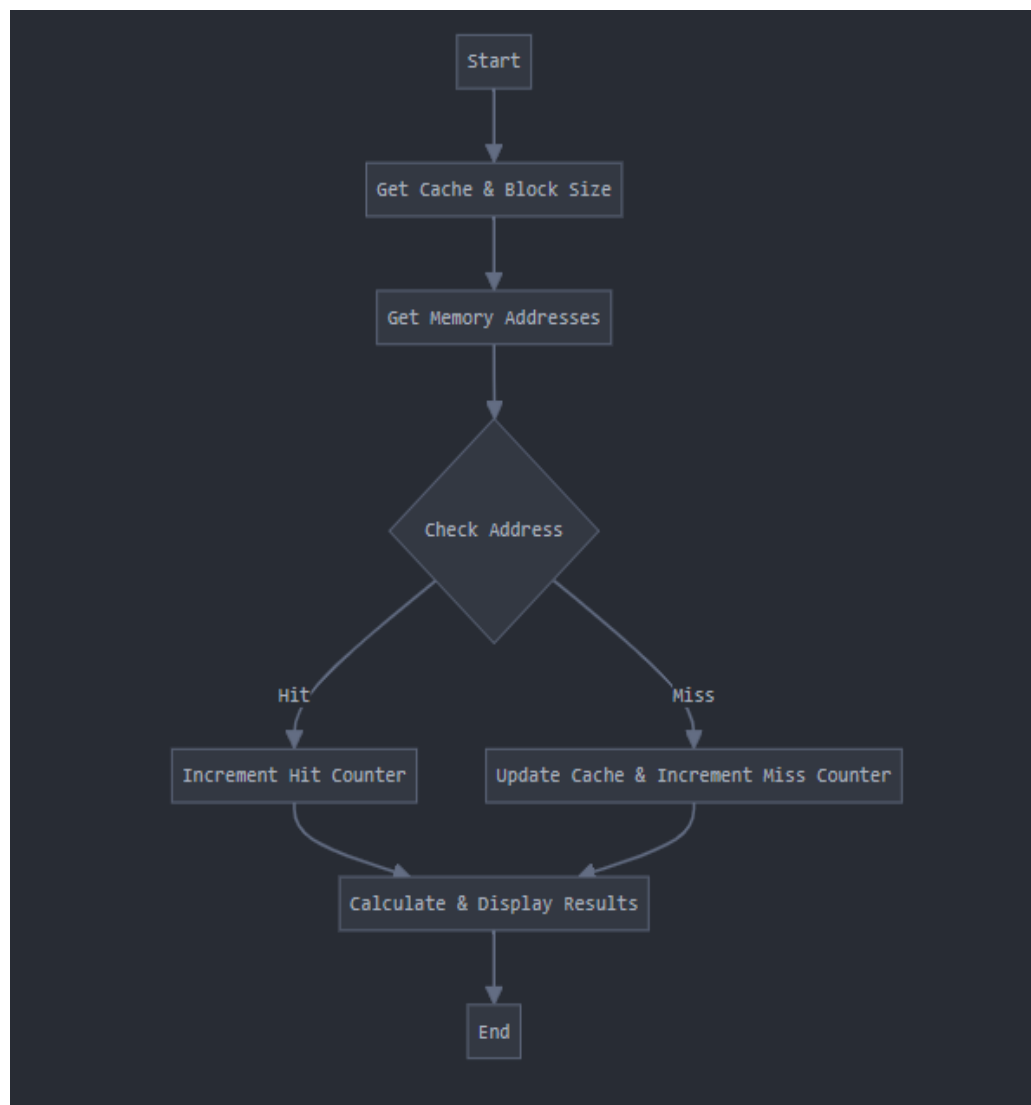 Start
Get Cache & Block Size
Get Memory Addresses
Check Address
Hit
Miss
Increment Hit Counter
Update Cache & Increment Miss Counter
Calculate & Display Results
End